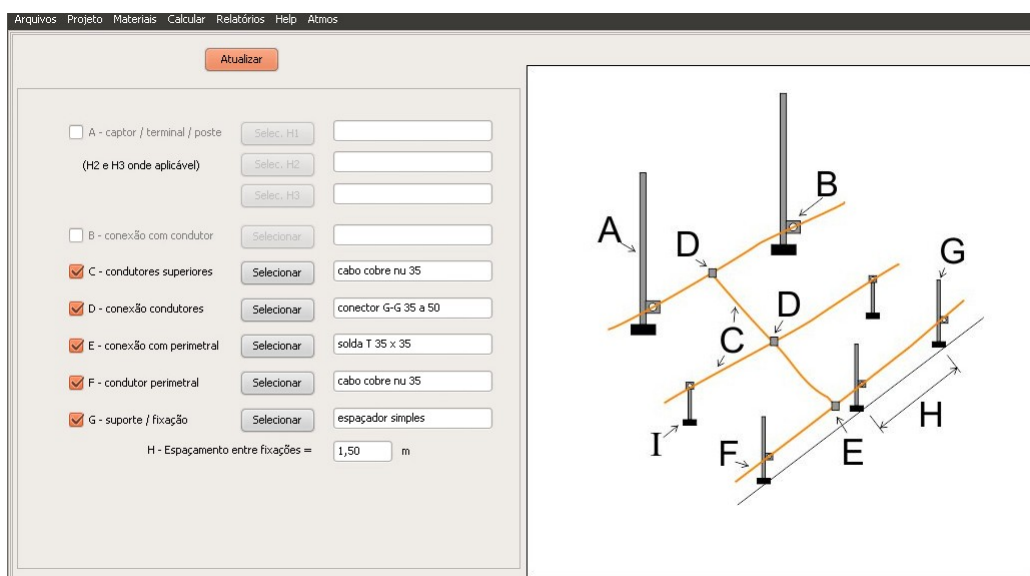 Arquivos Projeto Materiais Calcular Relatórios Help Atmos
Atualizar
A - captor / terminal / poste Selec. H1
(H2 e H3 onde aplicável) Selec. H2
Selec. H3
B - conexão com condutor Selecionar
C - condutores superiores Selecionar cabo cobre nu 35
D - conexão condutores Selecionar conector G-G 35 a 50
E - conexão com perimetral Selecionar solda T 35 x 35
F - condutor perimetral Selecionar cabo cobre nu 35
G - suporte / fixação Selecionar espaçador simples
H - Espaçamento entre fixações = 1,50 m
B
A
D
G
D
C
H
I
F
E